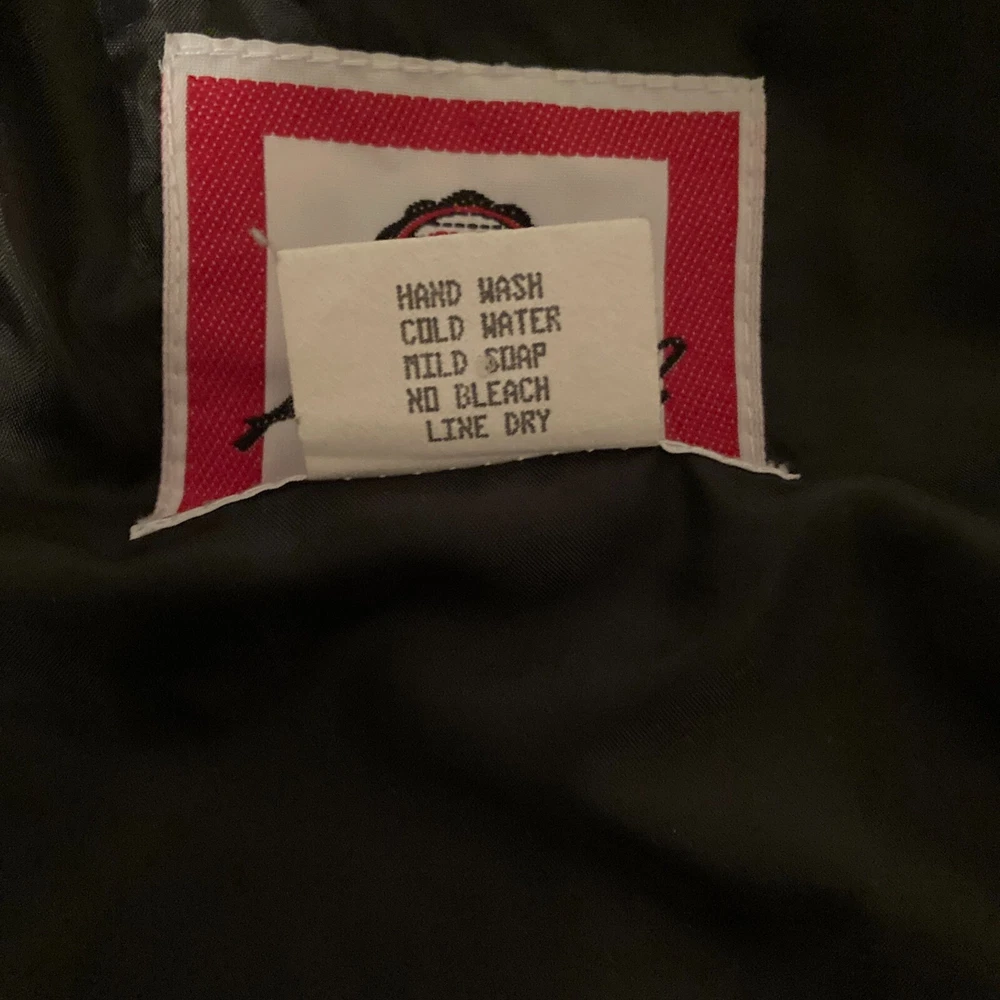 HAND WASH
COLD WATER
MILD SOAP
NO BLEACH
LINE DRY